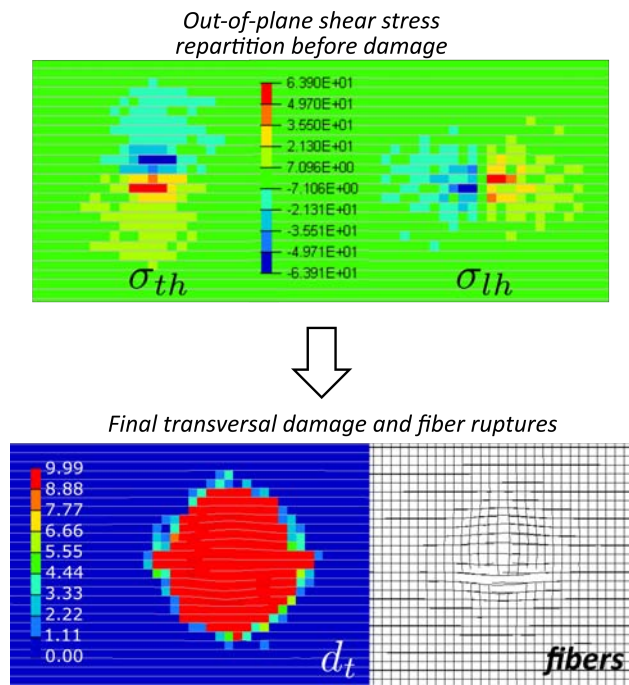 Out-of-plane shear stress
repartition before damage
6.390E+01
4.970E+01
3.550E+01
2.130E+01
7.096E+00
-7.106E+00
-2.131E+01
-3.551E+01
-4.971E+01
-6.391E+01
σth
σlh
Final transversal damage and fiber ruptures
9.99
8.88
7.77
6.66
5.55
4.44
3.33
2.22
1.11
0.00
dt
fibers